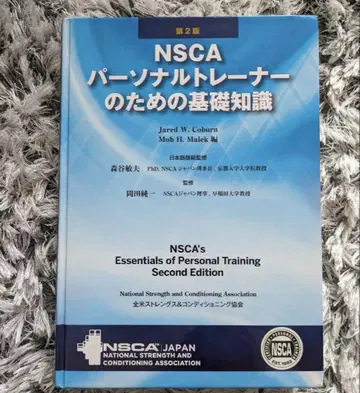 第2版
NSCA
パーソナルトレーナー
のための基礎知識
Jared W. Coburn
Moh H. Malek 編
日本語版総監修
森谷敏夫 PhD, NSCAジャパン理事長, 京都大学大学院教授
監修
岡田純一 NSCAジャパン理事, 早稲田大学教授
NSCA's
Essentials of Personal Training
Second Edition
National Strength and Conditioning Association
全米ストレングス&コンディショニング協会
NSCA™ JAPAN
NATIONAL STRENGTH AND
CONDITIONING ASSOCIATION
NSCA